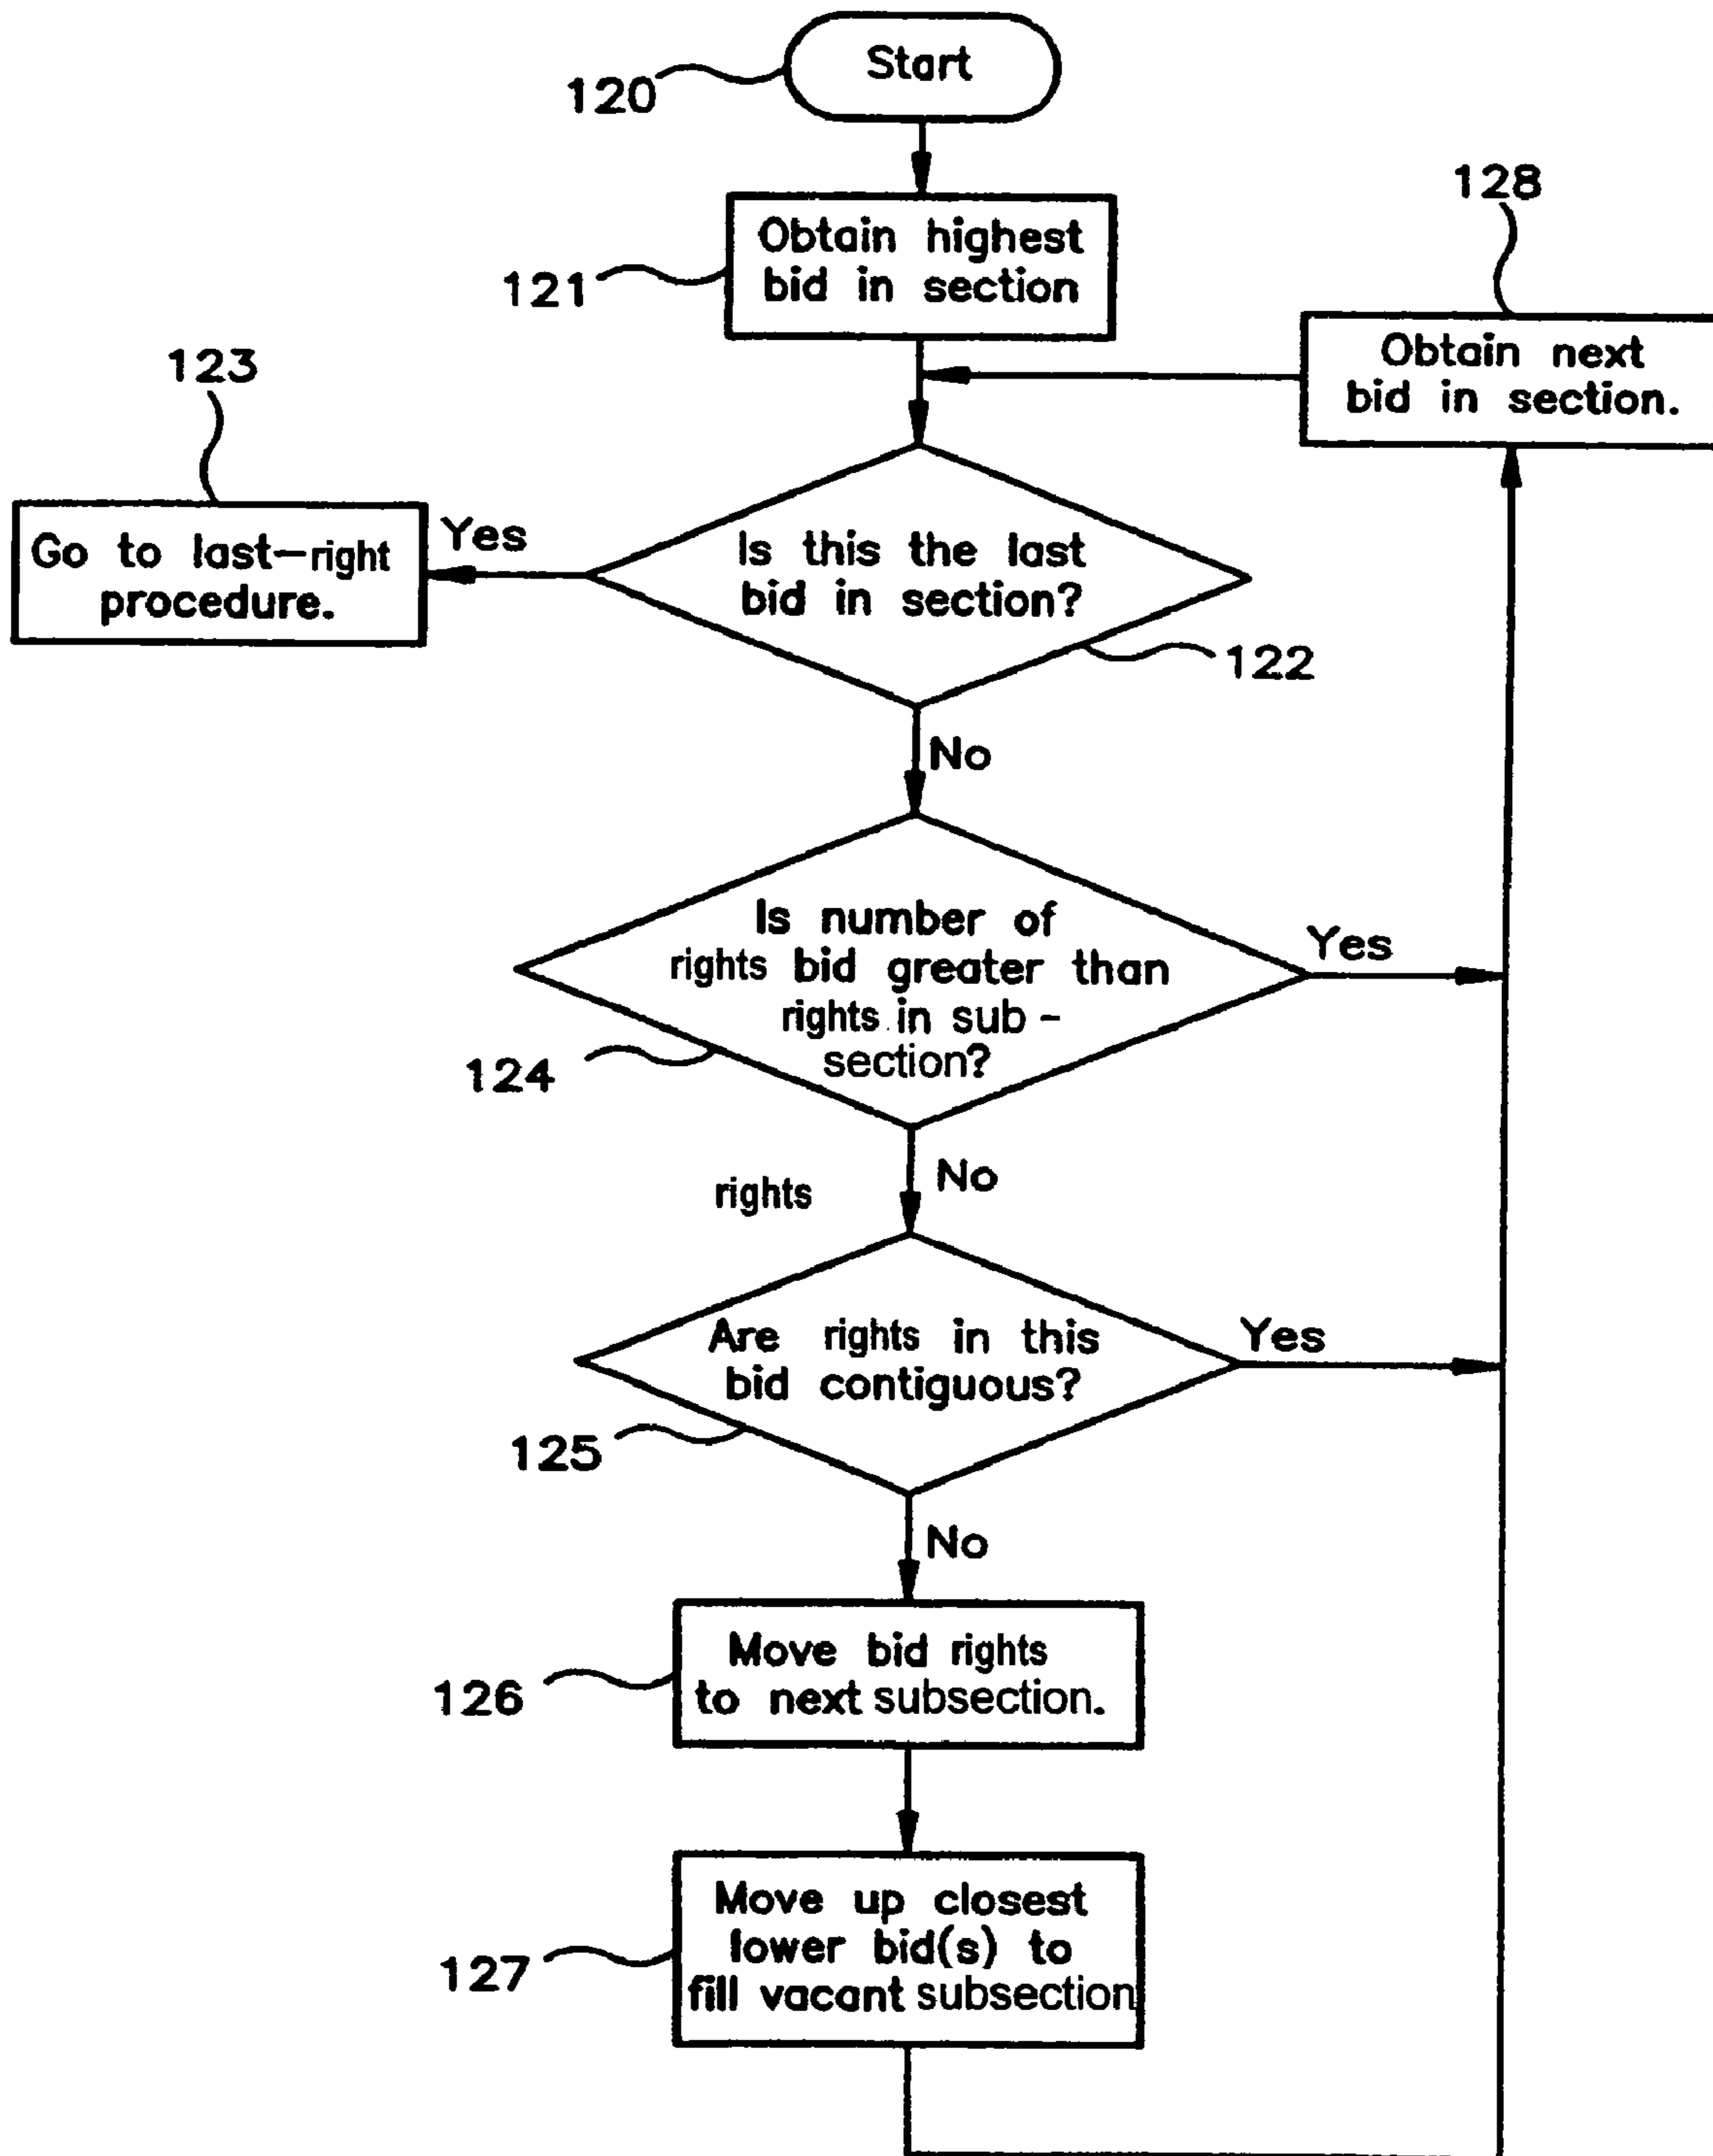 Start
120
Obtain highest
bid in section
121
128
Obtain next
bid in section.
123
Go to last-right
procedure.
Yes
Is this the last
bid in section?
122
No
Is number of
rights bid greater than
rights in sub-
section?
Yes
124
No
rights
Are rights in this
bid contiguous?
Yes
125
No
Move bid rights
to next subsection.
126
Move up closest
lower bid(s) to
fill vacant subsection
127